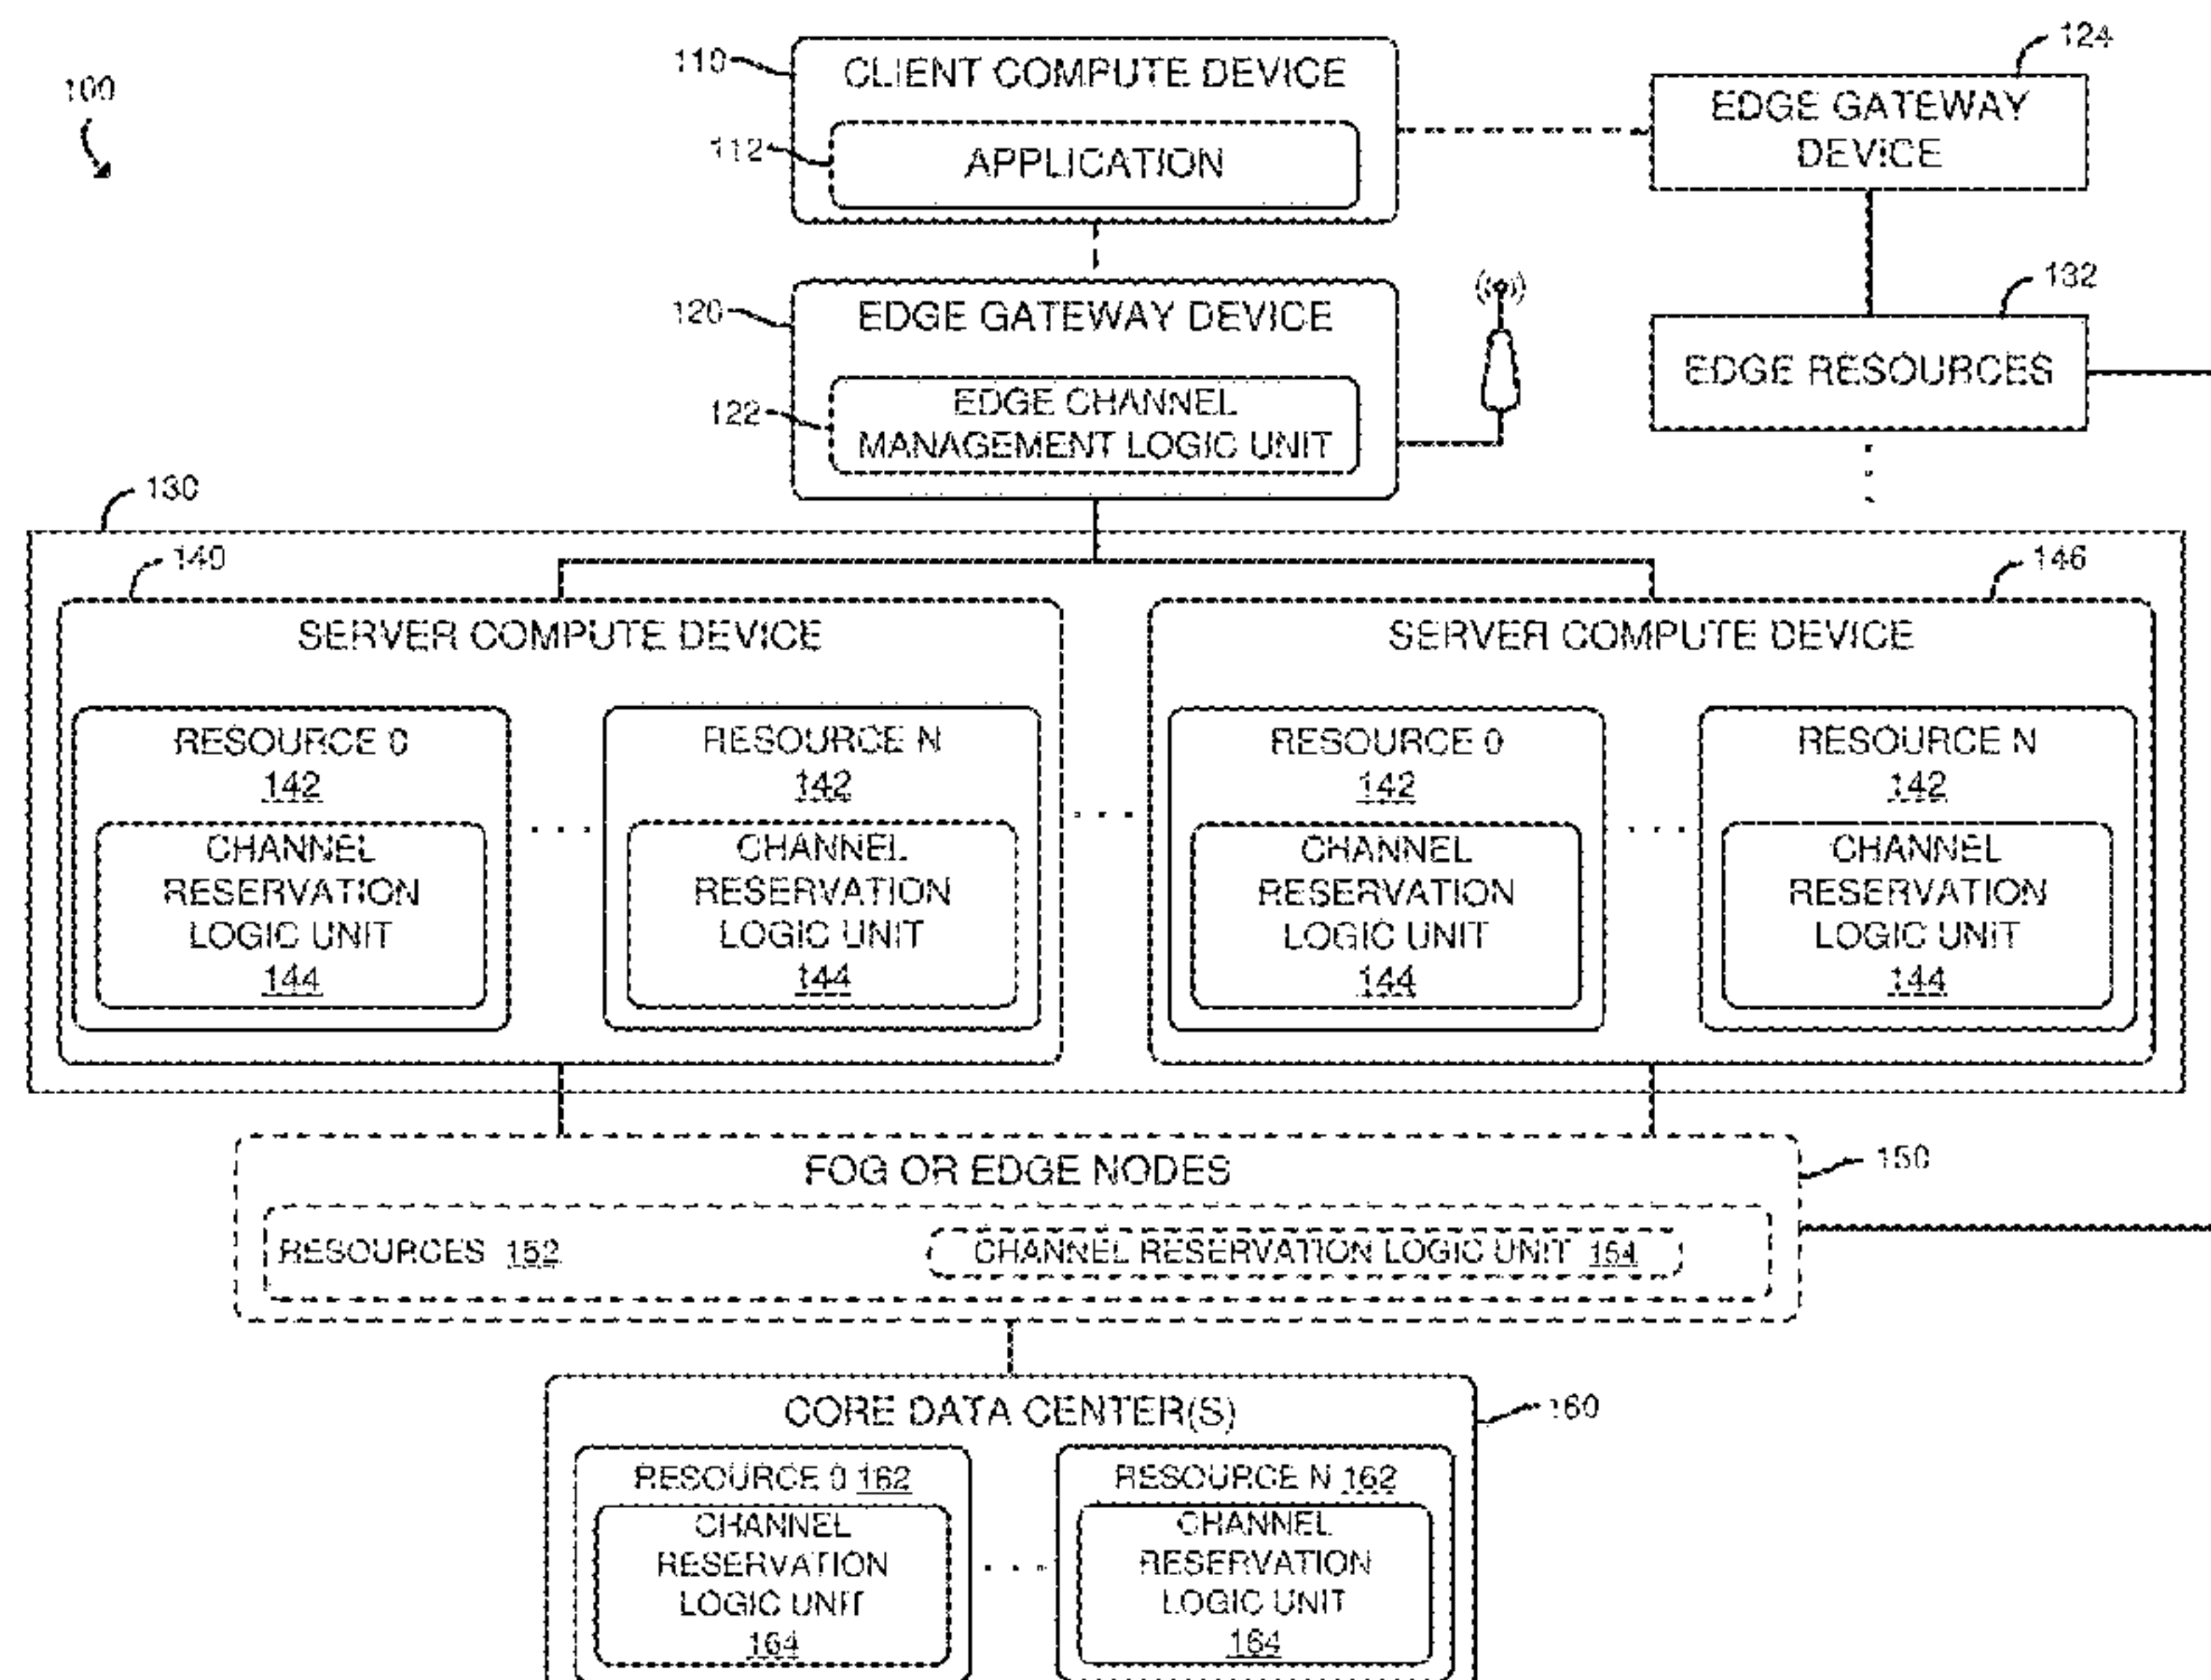 100
110
CLIENT COMPUTE DEVICE
112
APPLICATION
124
EDGE GATEWAY
DEVICE
120
EDGE GATEWAY DEVICE
122
EDGE CHANNEL
MANAGEMENT LOGIC UNIT
132
EDGE RESOURCES
130
140
SERVER COMPUTE DEVICE
RESOURCE 0
142
CHANNEL
RESERVATION
LOGIC UNIT
144
...
RESOURCE N
142
CHANNEL
RESERVATION
LOGIC UNIT
144
...
146
SERVER COMPUTE DEVICE
RESOURCE 0
142
CHANNEL
RESERVATION
LOGIC UNIT
144
...
RESOURCE N
142
CHANNEL
RESERVATION
LOGIC UNIT
144
150
FOG OR EDGE NODES
RESOURCES 152
CHANNEL RESERVATION LOGIC UNIT 154
160
CORE DATA CENTER(S)
RESOURCE 0 162
CHANNEL
RESERVATION
LOGIC UNIT
164
...
RESOURCE N 162
CHANNEL
RESERVATION
LOGIC UNIT
164